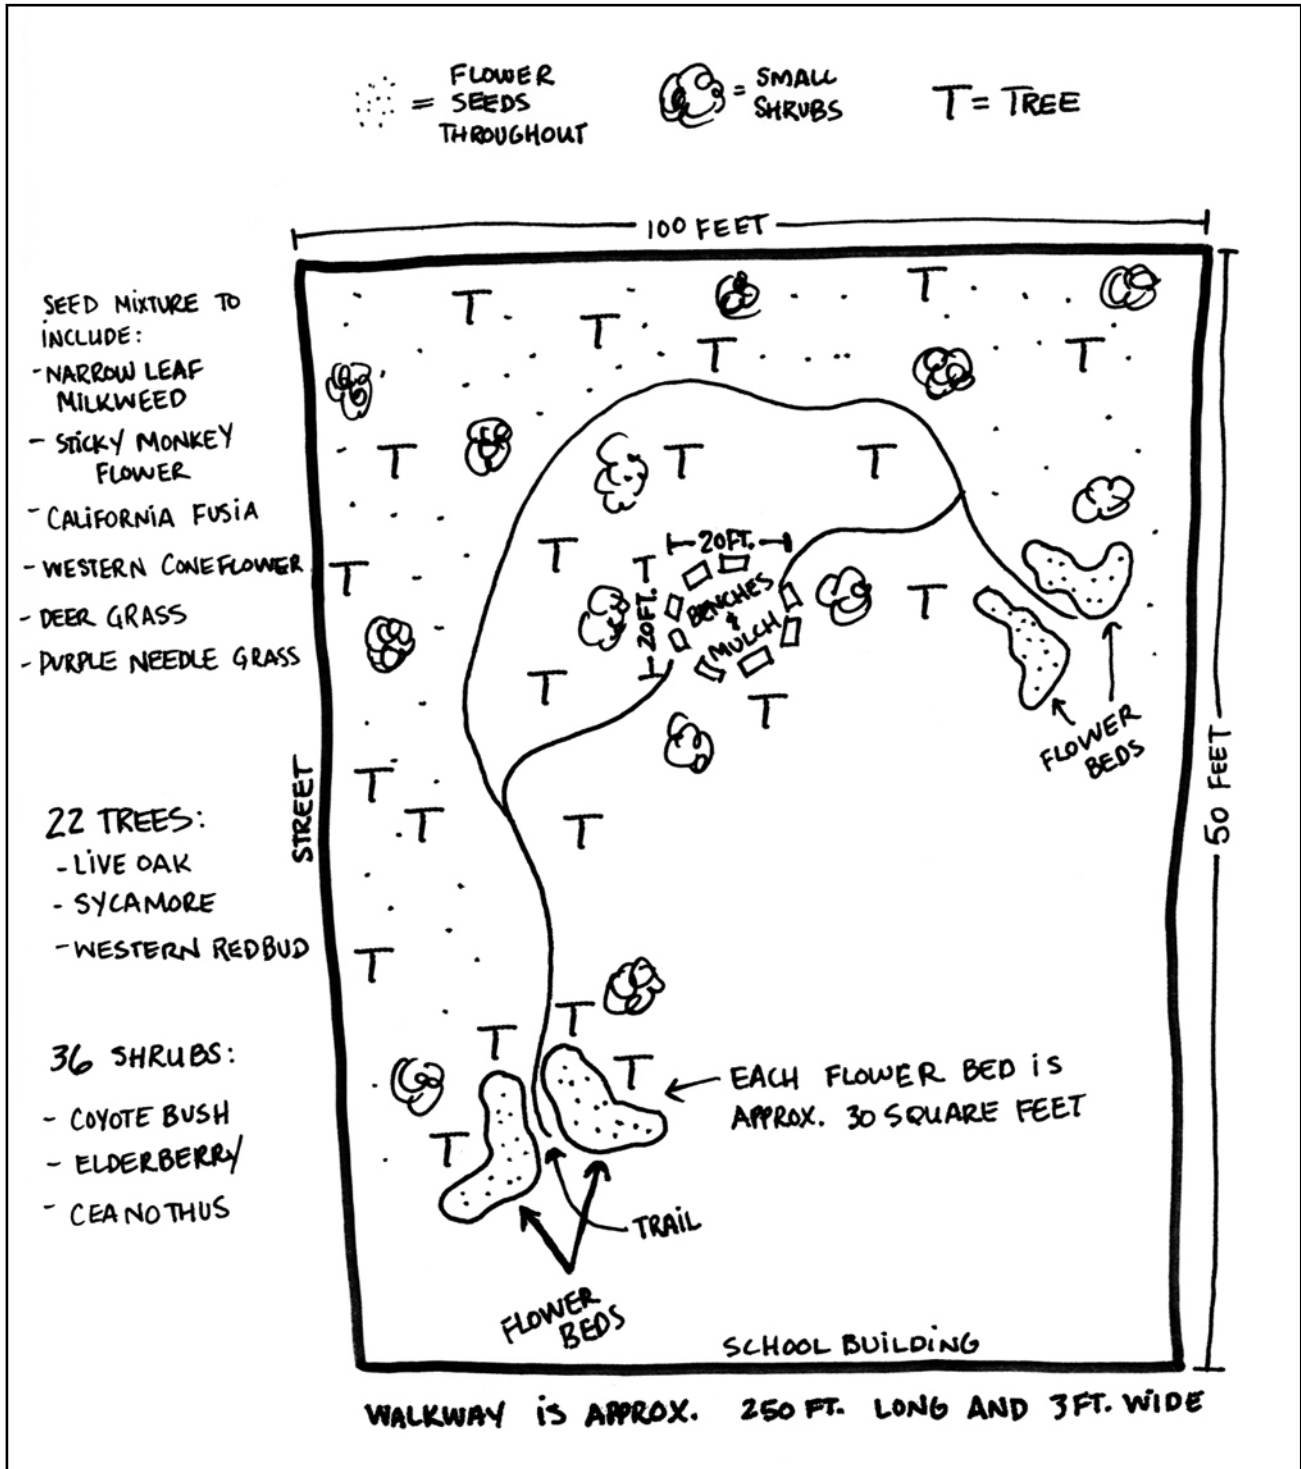 = FLOWER
SEEDS
THROUGHOUT
= SMALL
SHRUBS
T = TREE
100 FEET
SEED MIXTURE TO
INCLUDE:
- NARROW LEAF
MILKWEED
- STICKY MONKEY
FLOWER
- CALIFORNIA FUSIA
- WESTERN CONEFLOWER
- DEER GRASS
- PURPLE NEEDLE GRASS
22 TREES:
- LIVE OAK
- SYCAMORE
- WESTERN REDBUD
36 SHRUBS:
- COYOTE BUSH
- ELDERBERRY
- CEANOTHUS
STREET
T
T
T
T
T
T
T
T
T
20 FT.
20 FT.
BENCHES
&
MULCH
T
T
T
T
T
FLOWER
BEDS
50 FEET
T
T
T
T
T
T
T
T
EACH FLOWER BED IS
APPROX. 30 SQUARE FEET
TRAIL
FLOWER
BEDS
SCHOOL BUILDING
WALKWAY IS APPROX. 250 FT. LONG AND 3 FT. WIDE